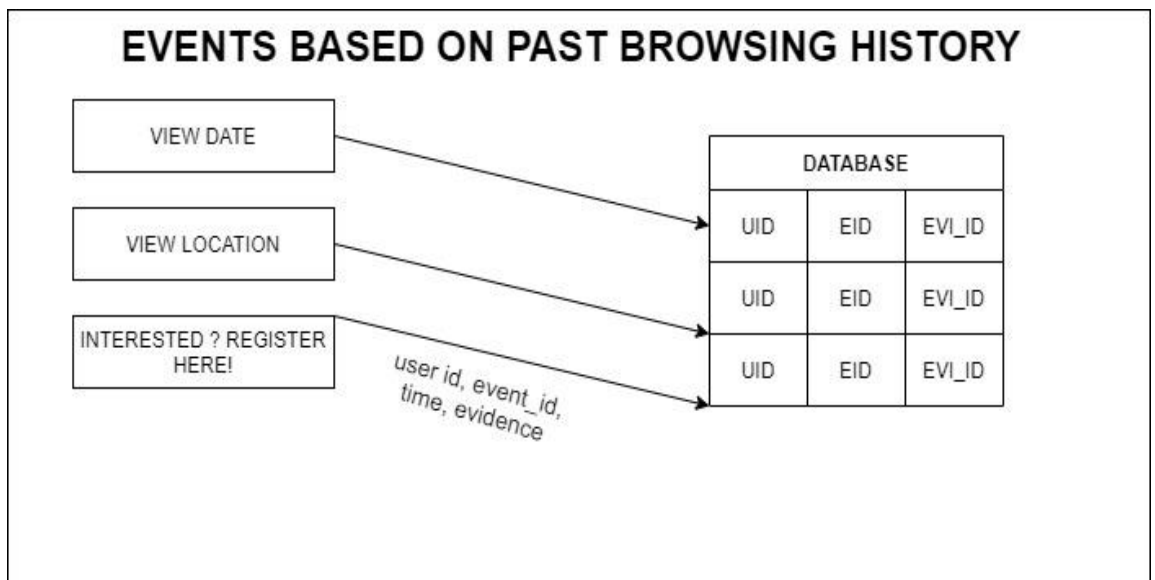 EVENTS BASED ON PAST BROWSING HISTORY
VIEW DATE
VIEW LOCATION
INTERESTED ? REGISTER
HERE!
user id, event_id,
time, evidence
DATABASE
UID EID EVI_ID
UID EID EVI_ID
UID EID EVI_ID